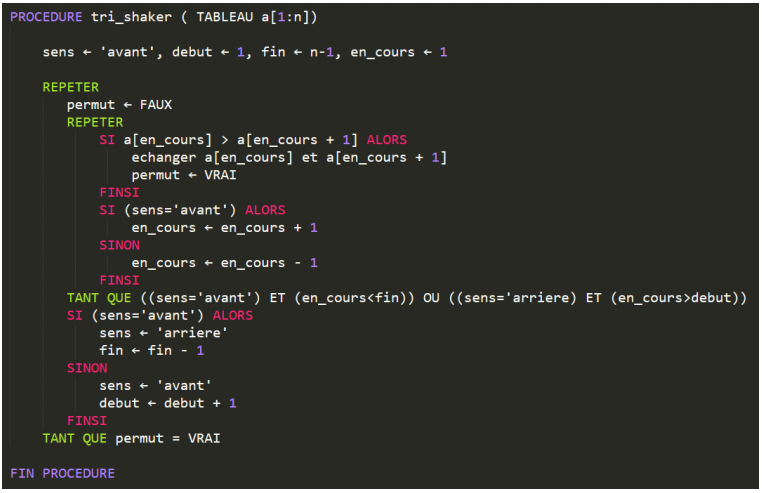 PROCEDURE tri_shaker ( TABLEAU a[1:n])
sens ← 'avant', debut ← 1, fin ← n-1, en_cours ← 1
REPETER
permut ← FAUX
REPETER
SI a[en_cours] > a[en_cours + 1] ALORS
echanger a[en_cours] et a[en_cours + 1]
permut ← VRAI
FINSI
SI (sens='avant') ALORS
en_cours ← en_cours + 1
SINON
en_cours ← en_cours - 1
FINSI
TANT QUE ((sens='avant') ET (en_cours<fin)) OU ((sens='arriere) ET (en_cours>debut))
SI (sens='avant') ALORS
sens ← 'arriere'
fin ← fin - 1
SINON
sens ← 'avant'
debut ← debut + 1
FINSI
TANT QUE permut = VRAI
FIN PROCEDURE